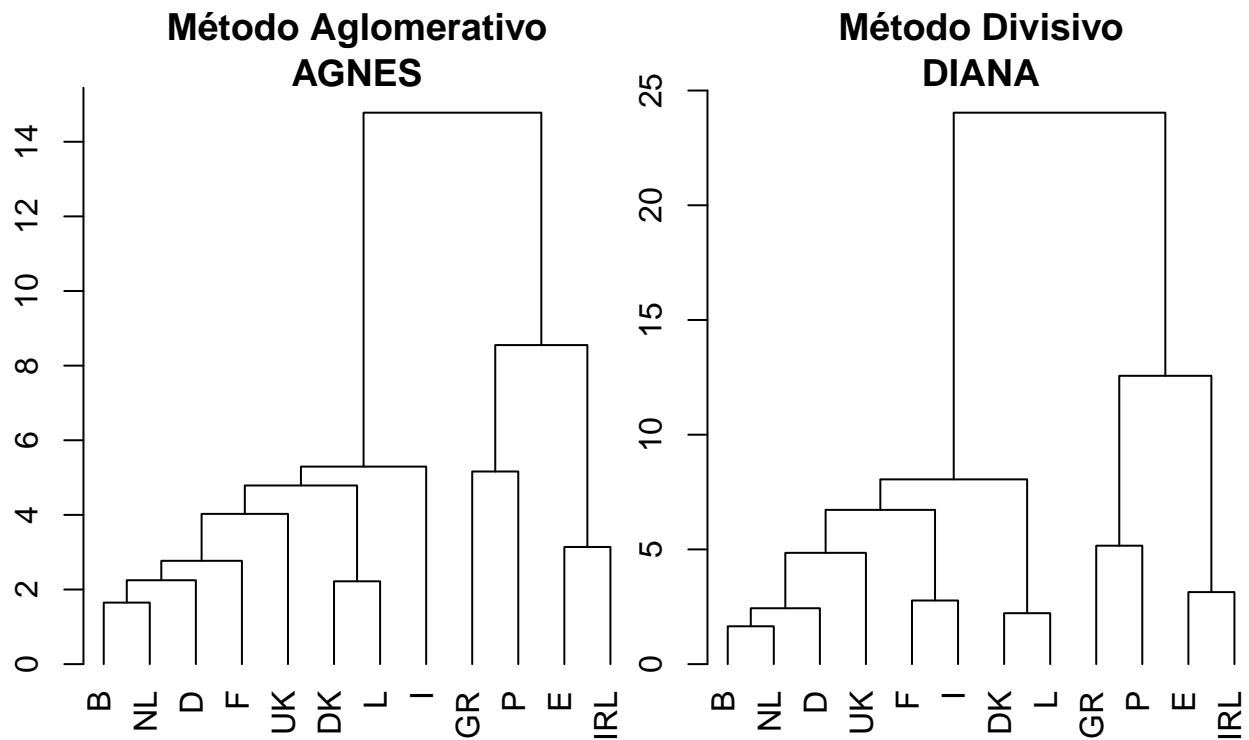 Método Aglomerativo
AGNES
14
12
10
8
6
4
2
0
B NL D F UK DK L I GR P E IRL
Método Divisivo
DIANA
25
20
15
10
5
0
B NL D UK F I DK L GR P E IRL